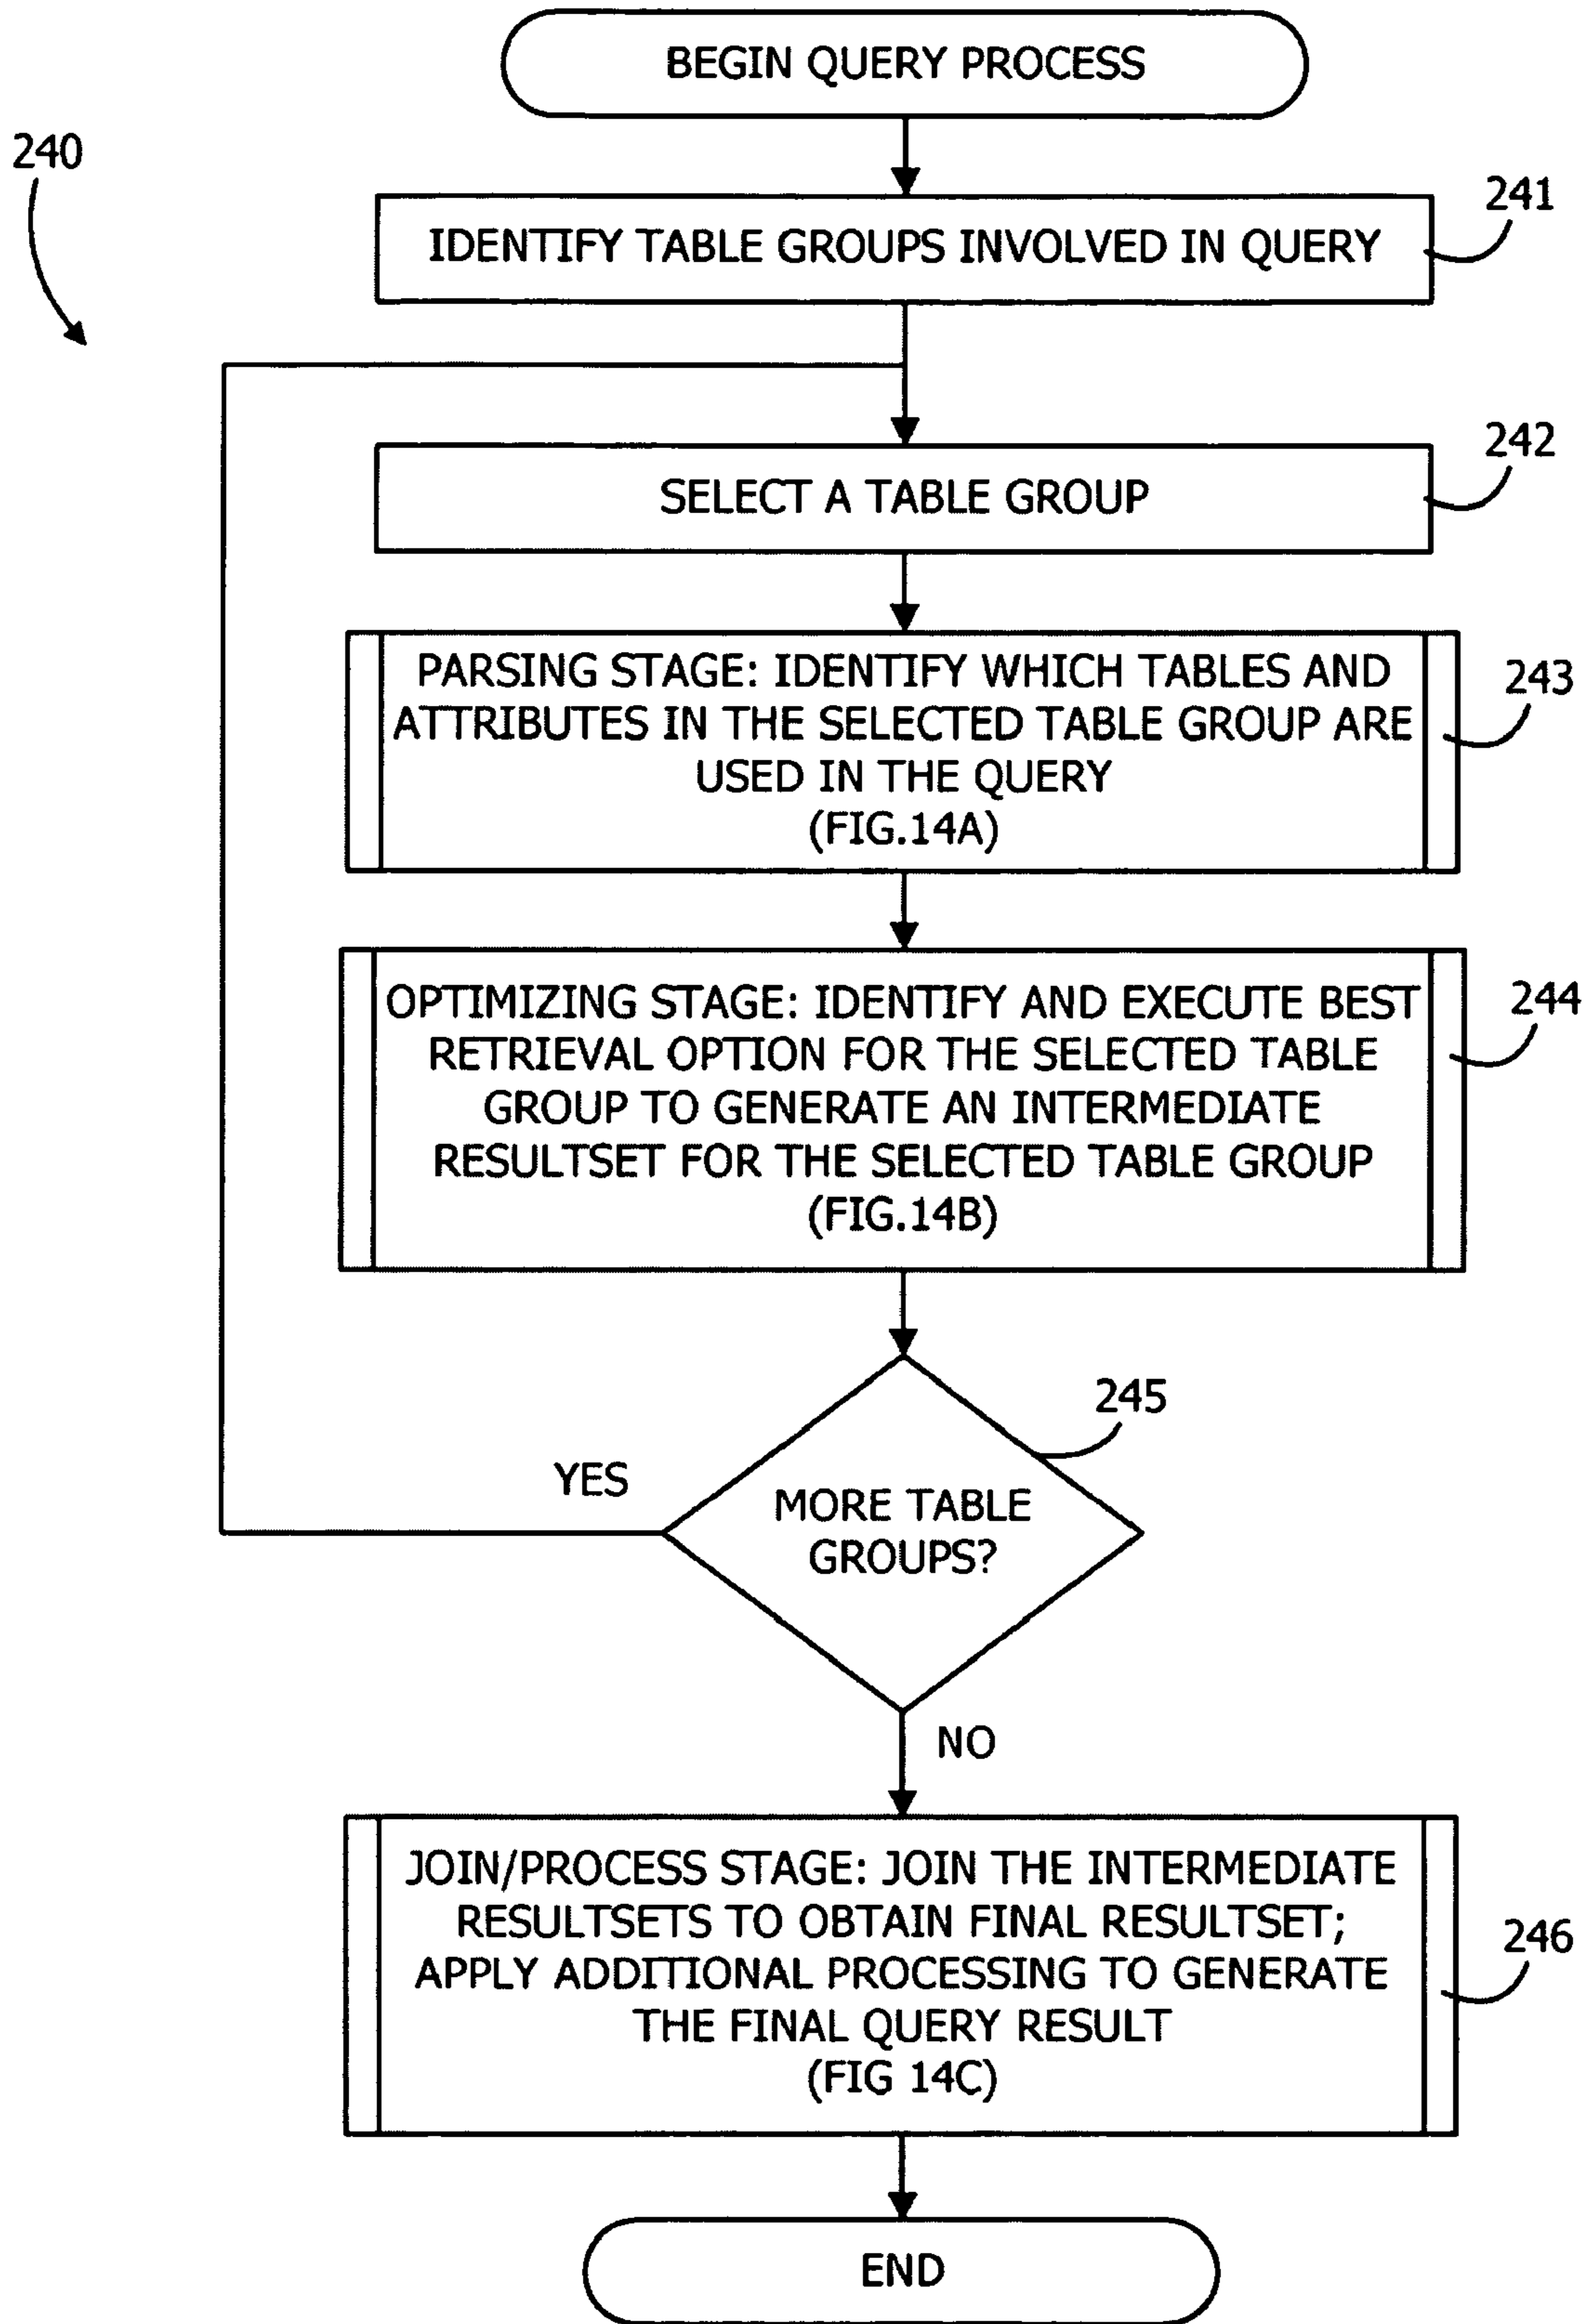 BEGIN QUERY PROCESS
240
241
IDENTIFY TABLE GROUPS INVOLVED IN QUERY
242
SELECT A TABLE GROUP
PARSING STAGE: IDENTIFY WHICH TABLES AND
ATTRIBUTES IN THE SELECTED TABLE GROUP ARE
USED IN THE QUERY
(FIG.14A)
243
OPTIMIZING STAGE: IDENTIFY AND EXECUTE BEST
RETRIEVAL OPTION FOR THE SELECTED TABLE
GROUP TO GENERATE AN INTERMEDIATE
RESULTSET FOR THE SELECTED TABLE GROUP
(FIG.14B)
244
245
YES
MORE TABLE
GROUPS?
NO
JOIN/PROCESS STAGE: JOIN THE INTERMEDIATE
RESULTSETS TO OBTAIN FINAL RESULTSET;
APPLY ADDITIONAL PROCESSING TO GENERATE
THE FINAL QUERY RESULT
(FIG 14C)
246
END